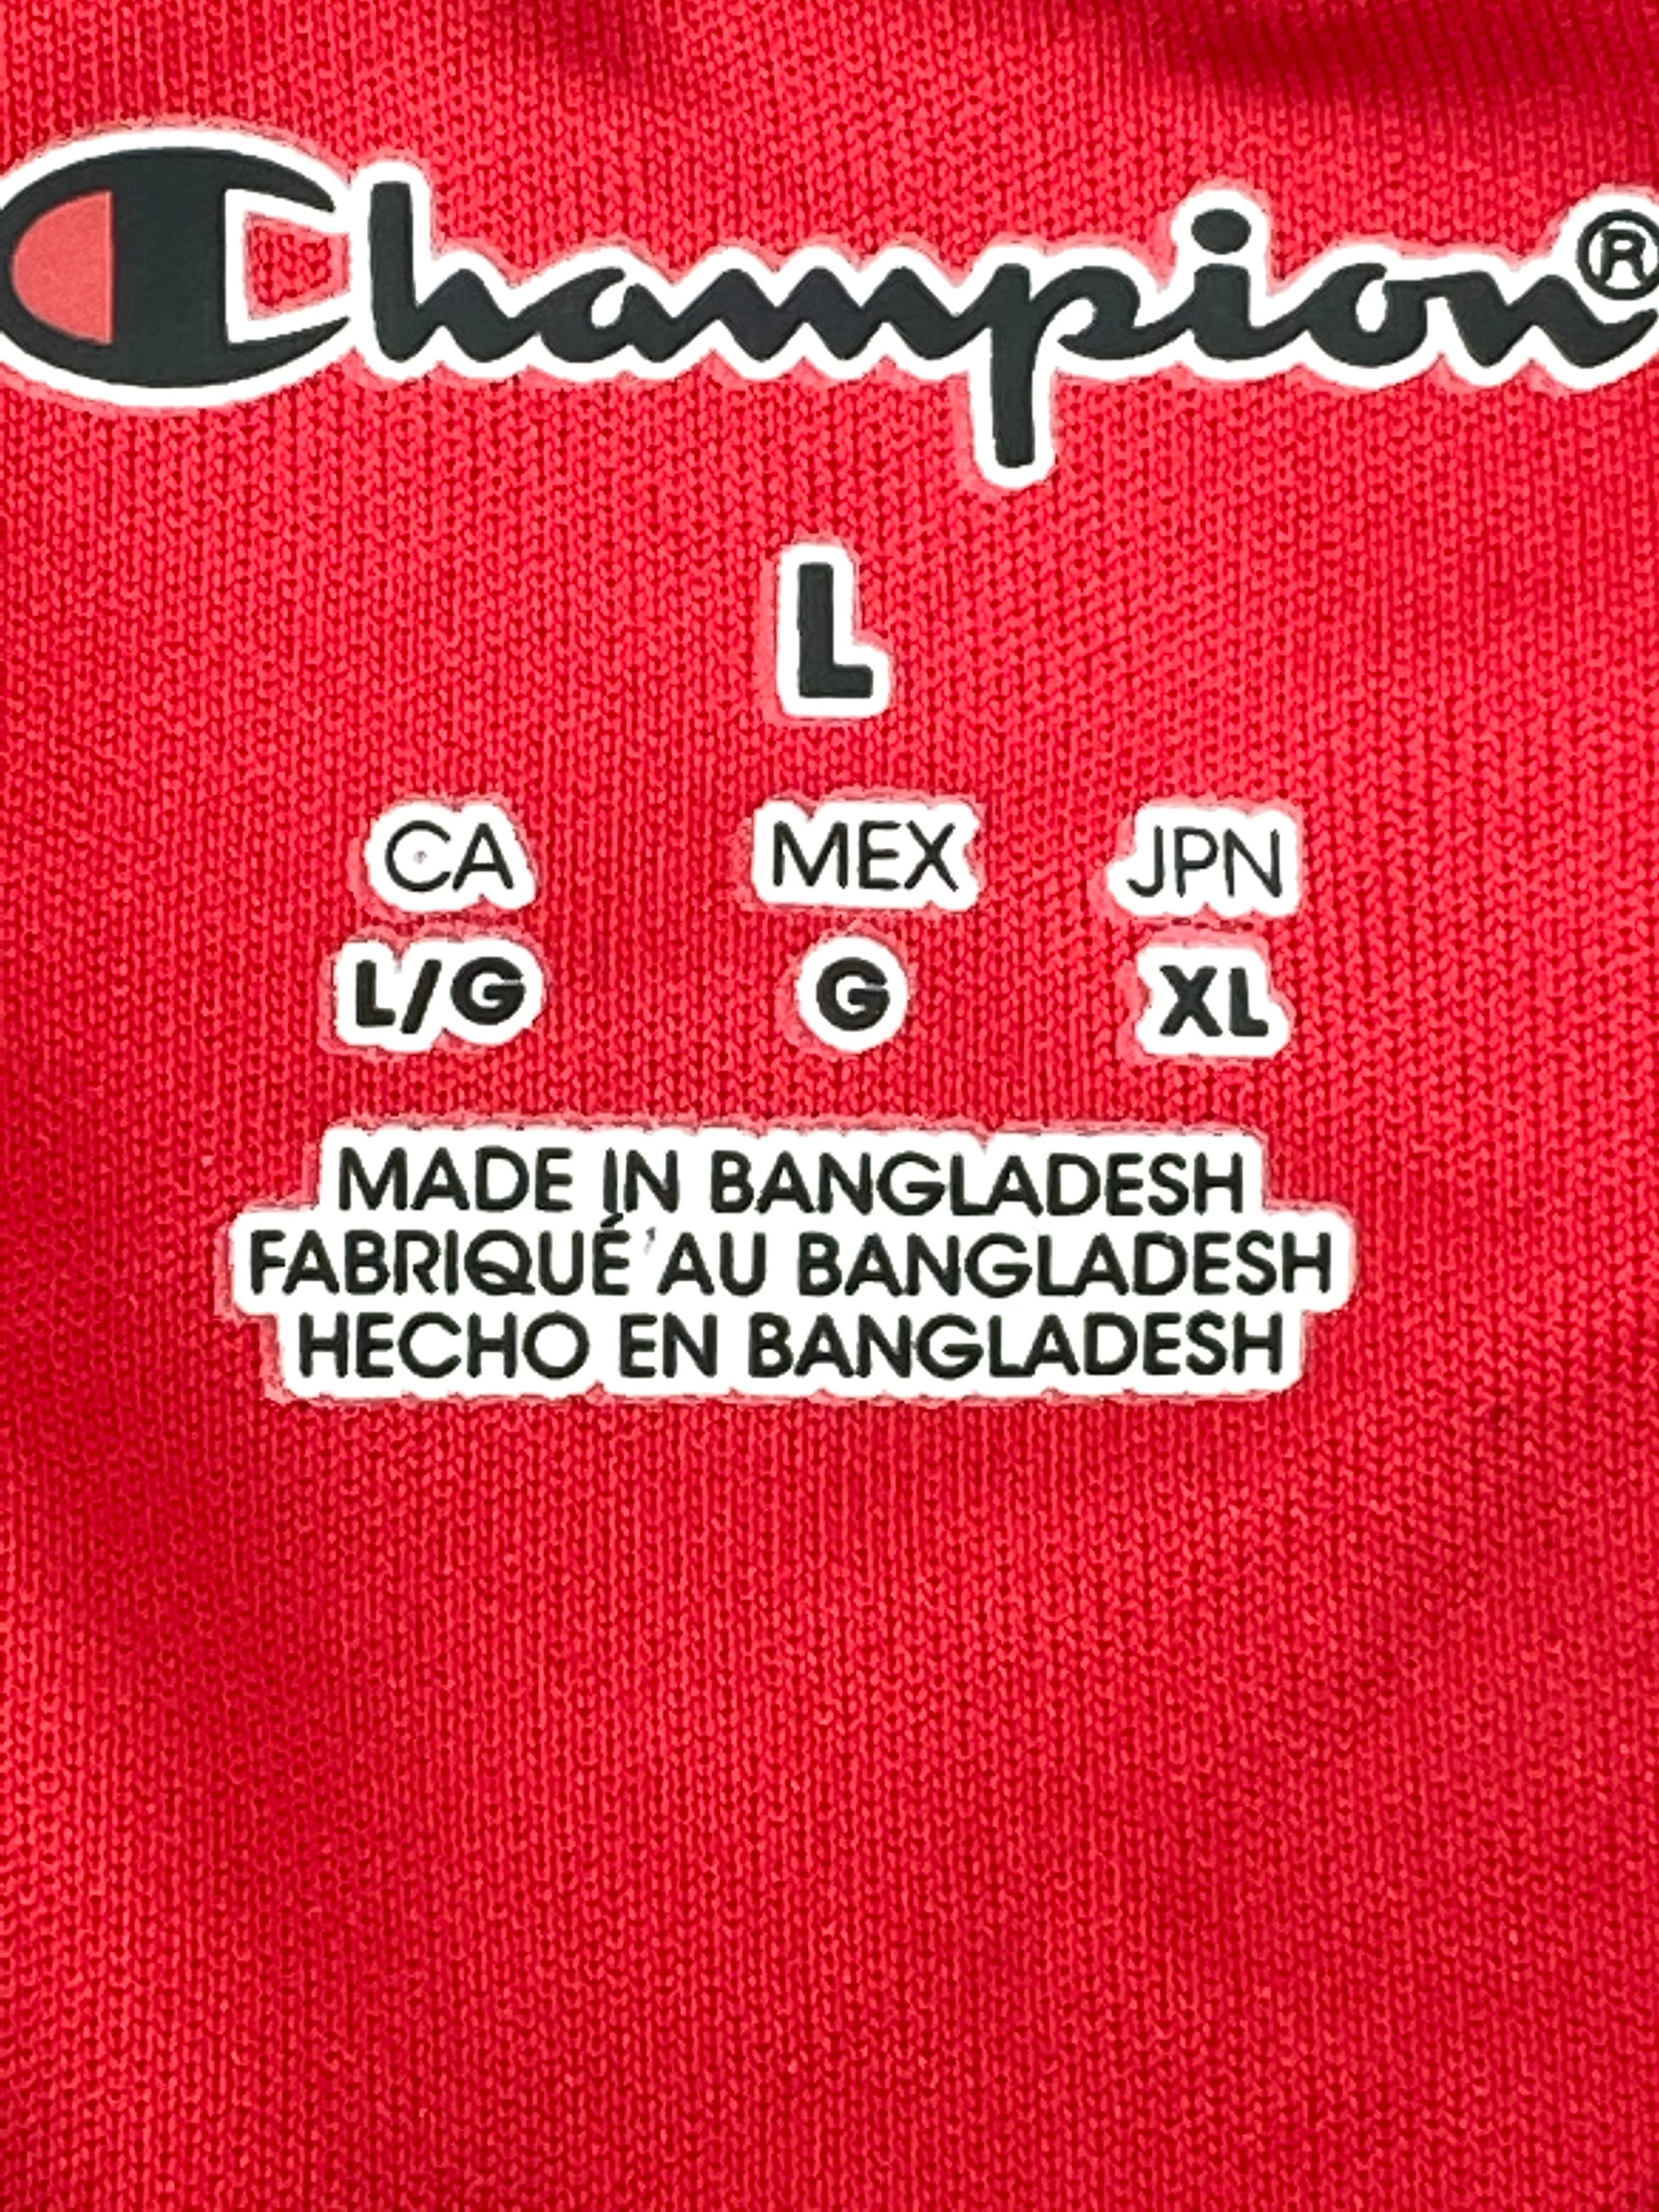 Champion®
L
CA MEX JPN
L/G G XL
MADE IN BANGLADESH
FABRIQUÉ AU BANGLADESH
HECHO EN BANGLADESH